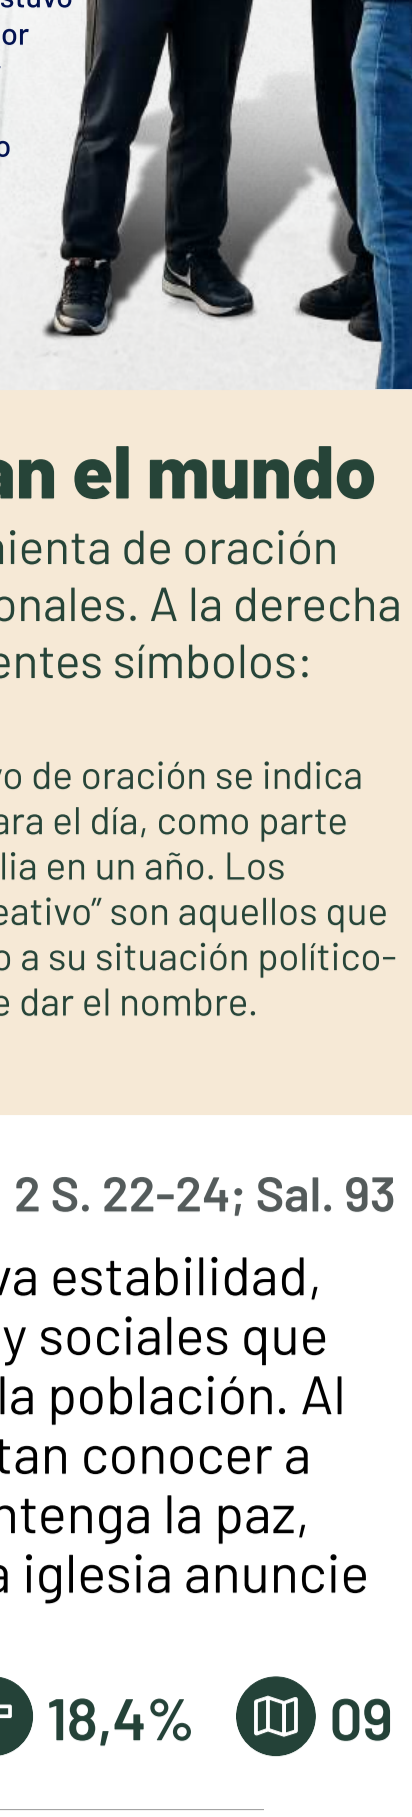 or
o
an el mundo
ienta de oración
onales. A la derecha
entes símbolos:
o de oración se indica
ara el día, como parte
lia en un año. Los
eativo” son aquellos que
o a su situación político-
e dar el nombre.
2 S. 22-24; Sal. 93
va estabilidad,
y sociales que
la población. Al
tan conocer a
ntenga la paz,
a iglesia anuncie
18,4% 09